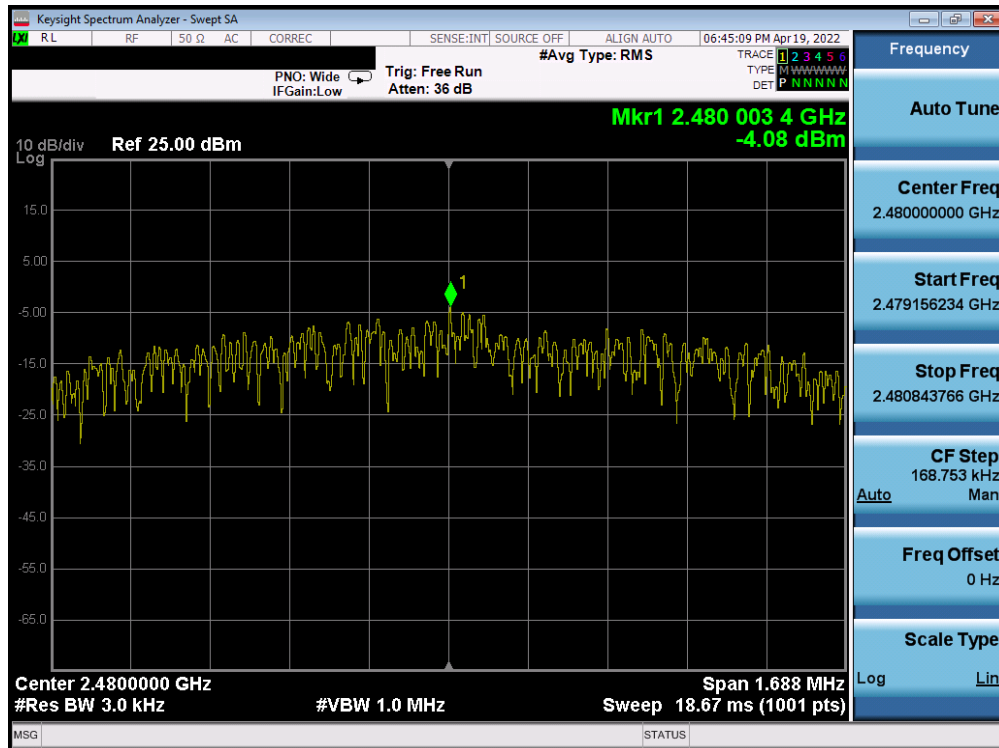 Keysight Spectrum Analyzer - Swept SA
LXI RL RF 50 Ω AC CORREC SENSE:INT SOURCE OFF ALIGN AUTO 06:45:09 PM Apr 19, 2022
#Avg Type: RMS
TRACE 1 2 3 4 5 6
PNO: Wide Trig: Free Run
TYPE M WWWWW
IFGain:Low Atten: 36 dB
DET P N N N N N
Mkr1 2.480 003 4 GHz
-4.08 dBm
10 dB/div Ref 25.00 dBm
Log
1
15.0
5.00
-5.00
-15.0
-25.0
-35.0
-45.0
-55.0
-65.0
Center 2.4800000 GHz Span 1.688 MHz
#Res BW 3.0 kHz #VBW 1.0 MHz Sweep 18.67 ms (1001 pts)
MSG STATUS
Frequency
Auto Tune
Center Freq
2.480000000 GHz
Start Freq
2.479156234 GHz
Stop Freq
2.480843766 GHz
CF Step
168.753 kHz
Auto Man
Freq Offset
0 Hz
Scale Type
Log Lin